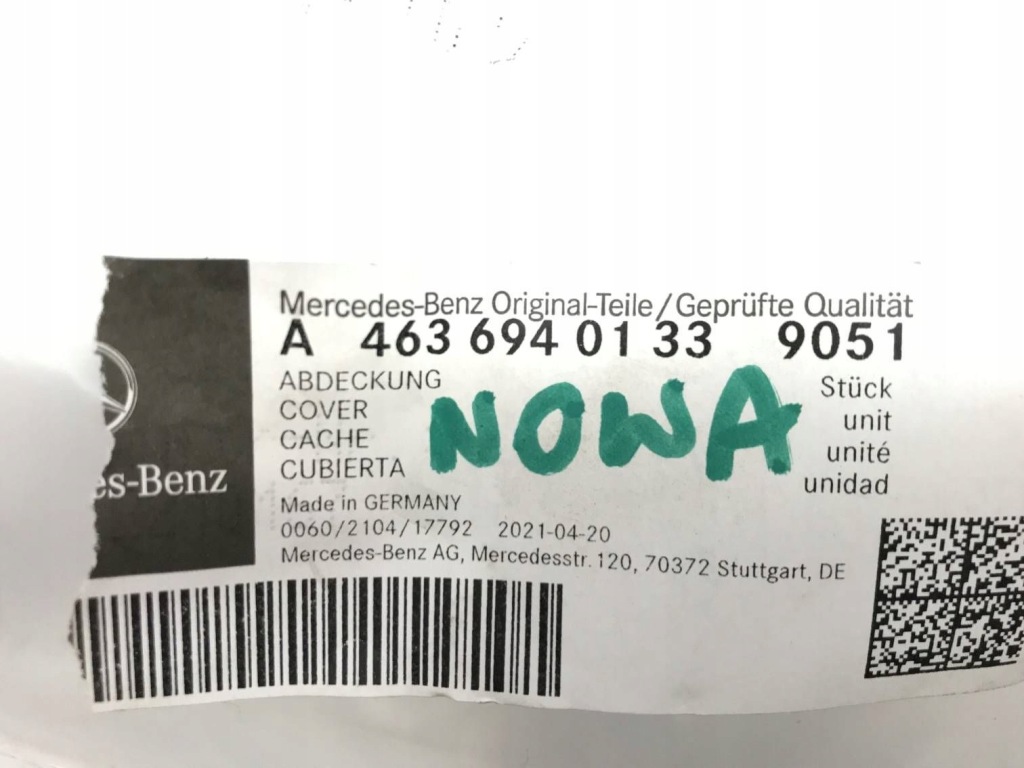 Mercedes-Benz Original-Teile/Geprüfte Qualität
A 463 694 01 33 9051
ABDECKUNG
COVER
CACHE
CUBIERTA
NOWA
Stück
unit
unité
unidad
es-Benz
Made in GERMANY
0060/2104/17792 2021-04-20
Mercedes-Benz AG, Mercedesstr. 120, 70372 Stuttgart, DE